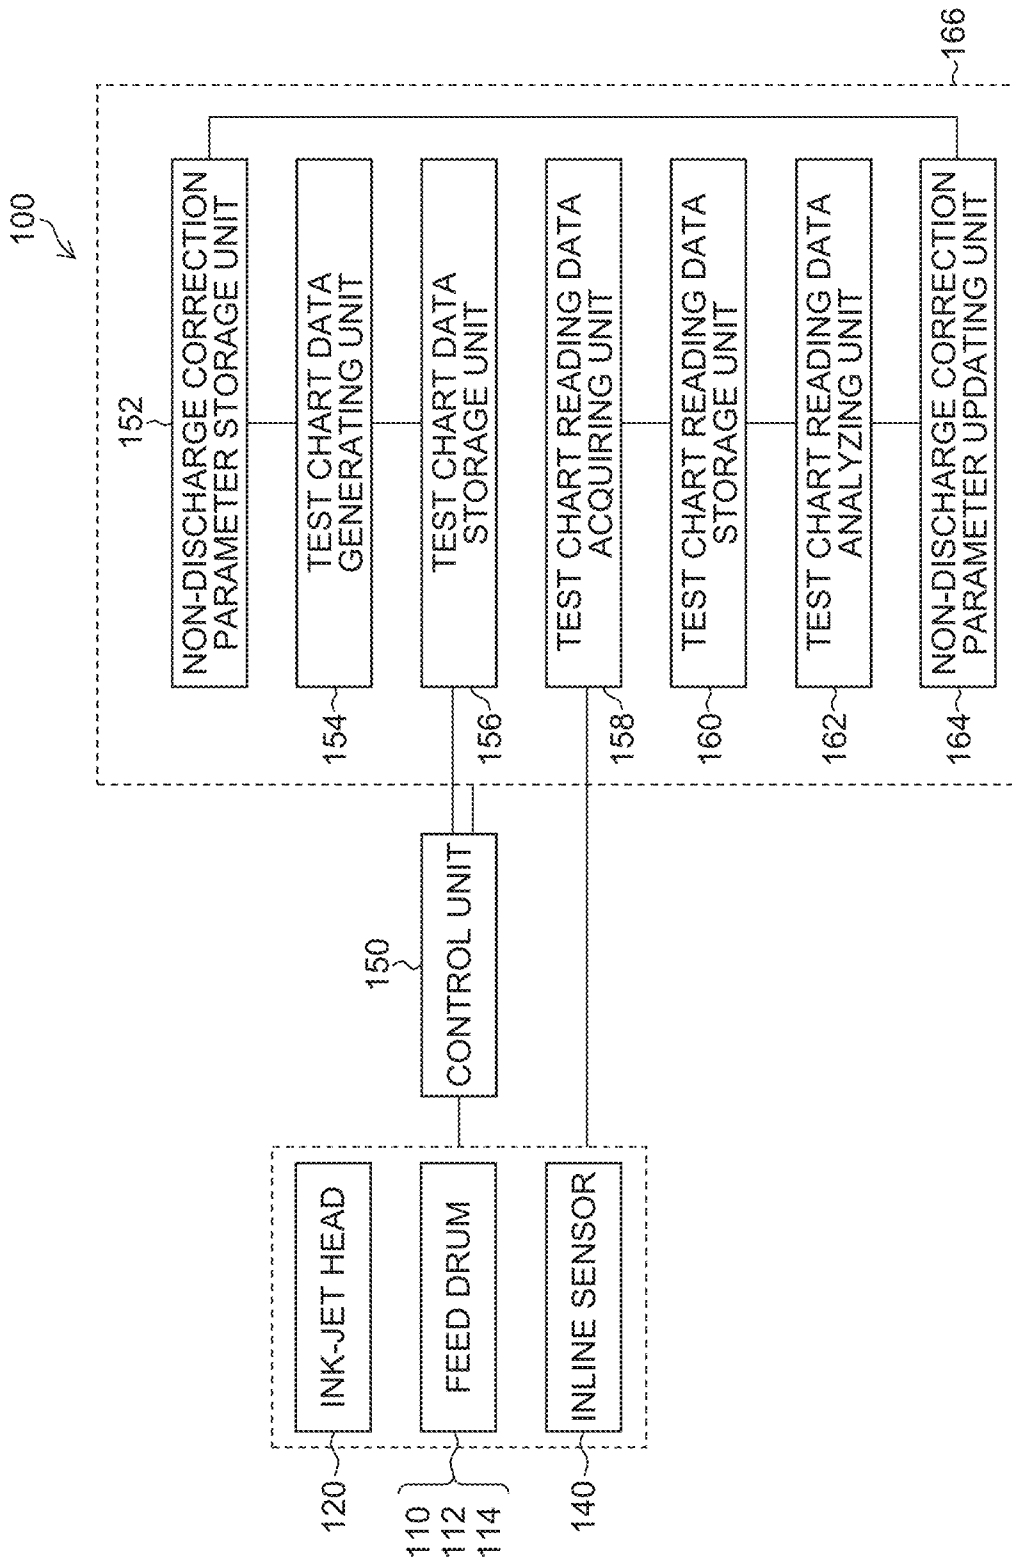 100
152
NON-DISCHARGE CORRECTION
PARAMETER STORAGE UNIT
154
TEST CHART DATA
GENERATING UNIT
156
TEST CHART DATA
STORAGE UNIT
158
TEST CHART READING DATA
ACQUIRING UNIT
160
TEST CHART READING DATA
STORAGE UNIT
162
TEST CHART READING DATA
ANALYZING UNIT
164
NON-DISCHARGE CORRECTION
PARAMETER UPDATING UNIT
166
150
CONTROL UNIT
120
INK-JET HEAD
110
112
114
FEED DRUM
140
INLINE SENSOR